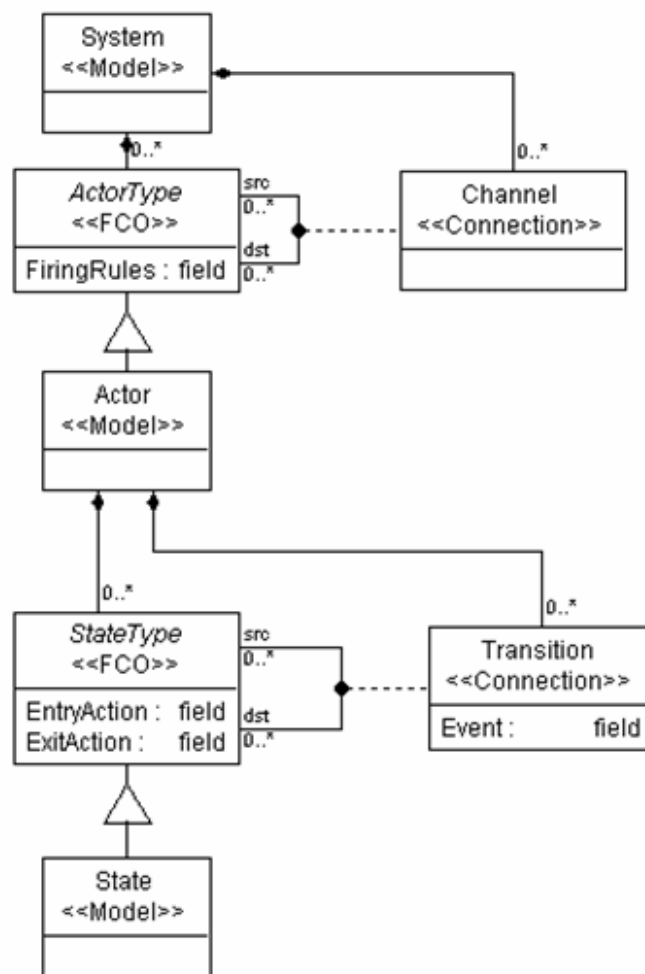 System
<<Model>>
0..*
0..*
ActorType
<<FCO>>
FiringRules : field
src
0..*
dst
0..*
Channel
<<Connection>>
Actor
<<Model>>
0..*
0..*
StateType
<<FCO>>
EntryAction : field
ExitAction : field
src
0..*
dst
0..*
Transition
<<Connection>>
Event : field
State
<<Model>>